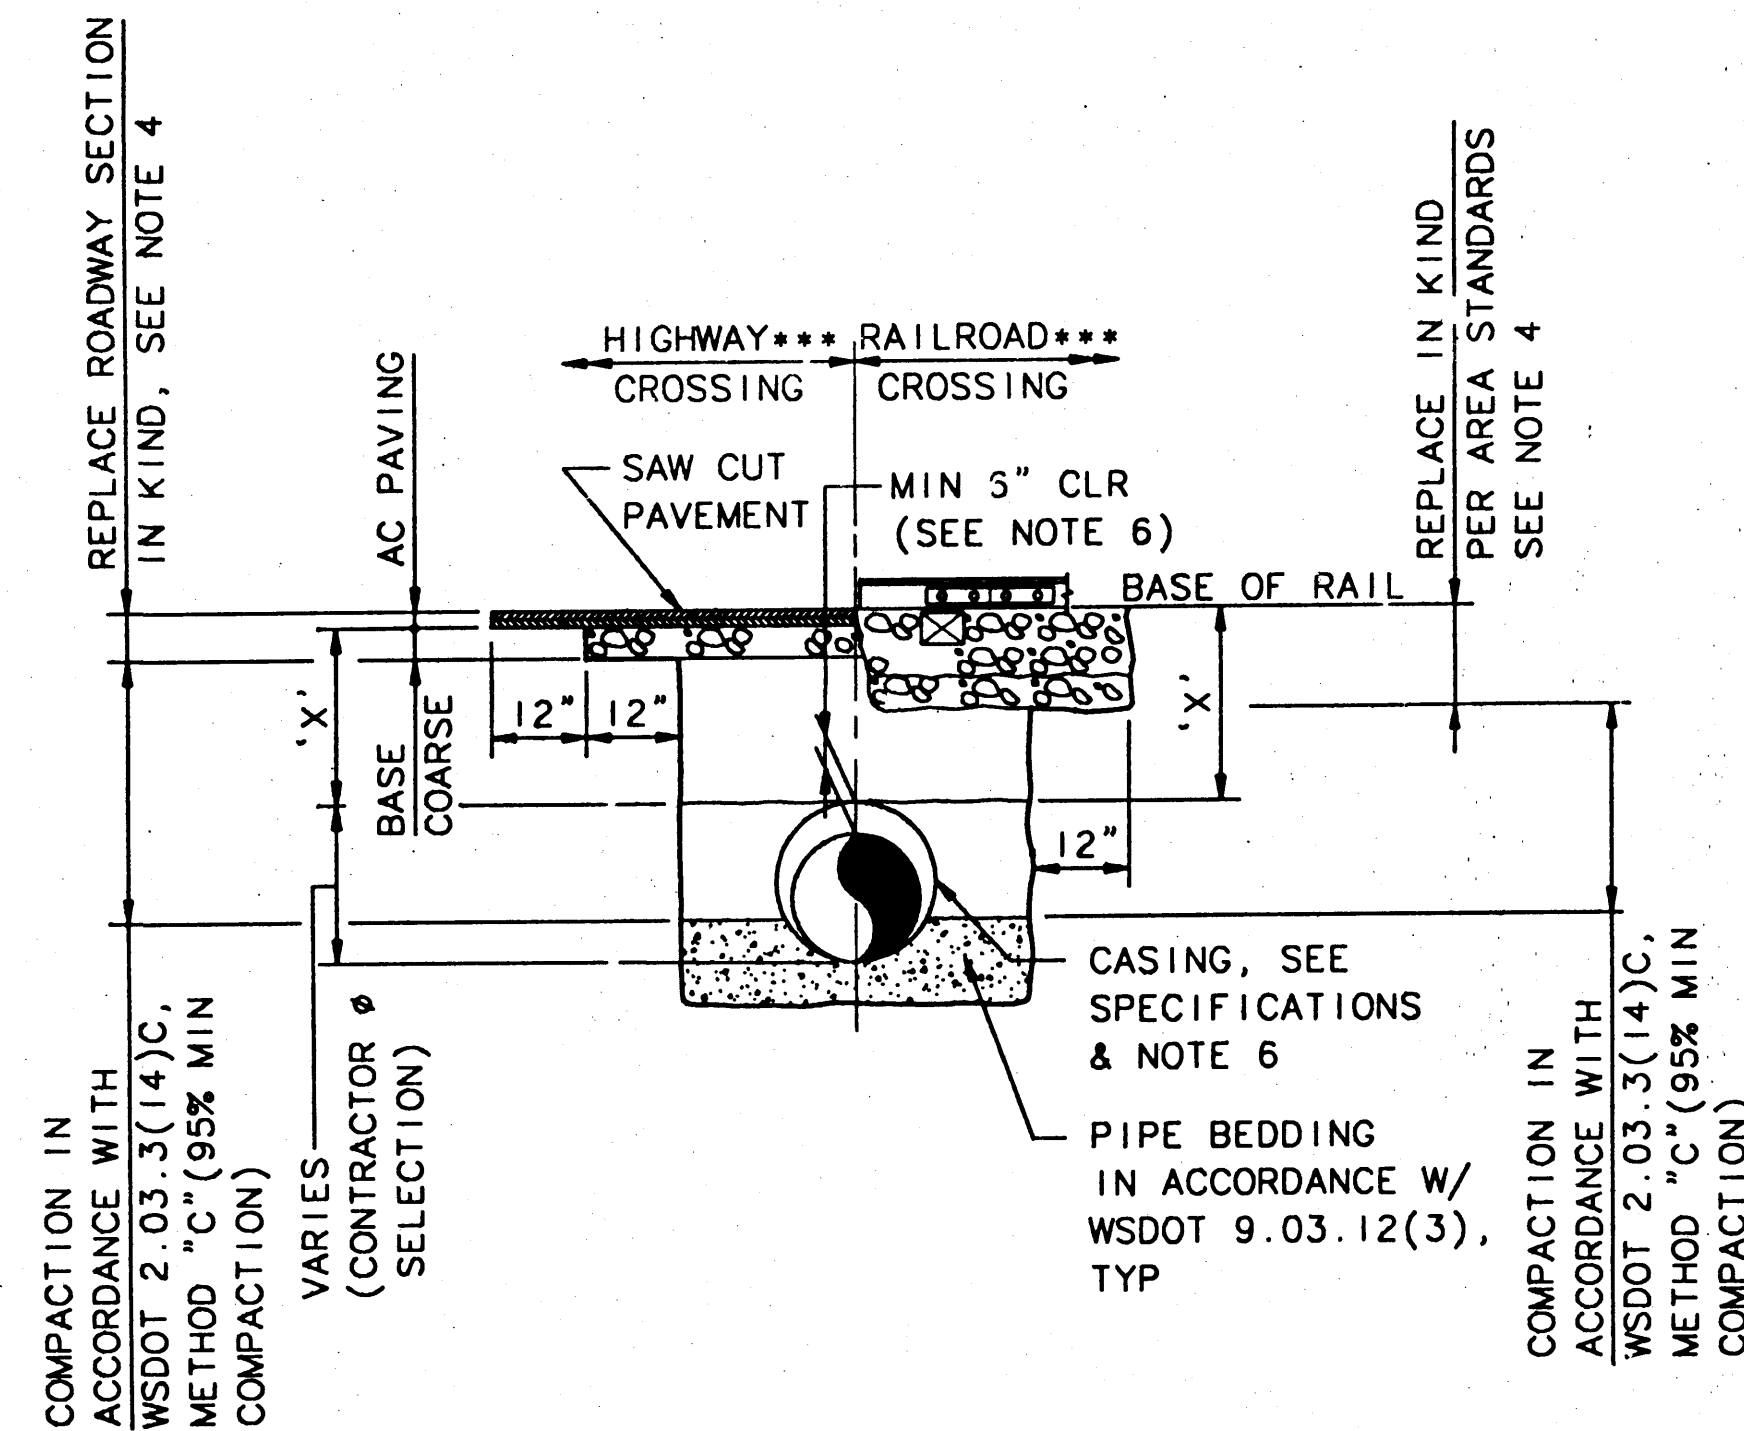 REPLACE ROADWAY SECTION
IN KIND, SEE NOTE 4
AC PAVING
HIGHWAY*** RAILROAD***
CROSSING CROSSING
SAW CUT
PAVEMENT
MIN 6" CLR
(SEE NOTE 6)
REPLACE IN KIND
PER AREA STANDARDS
SEE NOTE 4
BASE OF RAIL
'X'
12" 12"
BASE
COARSE
'X'
12"
CASING, SEE
SPECIFICATIONS
& NOTE 6
PIPE BEDDING
IN ACCORDANCE W/
WSDOT 9.03.12(3),
TYP
COMPACTION IN
ACCORDANCE WITH
WSDOT 2.03.3(14)C,
METHOD "C"(95% MIN
COMPACTION)
VARIES
(CONTRACTOR Ø
SELECTION)
COMPACTION IN
ACCORDANCE WITH
WSDOT 2.03.3(14)C,
METHOD "C"(95% MIN
COMPACTION)